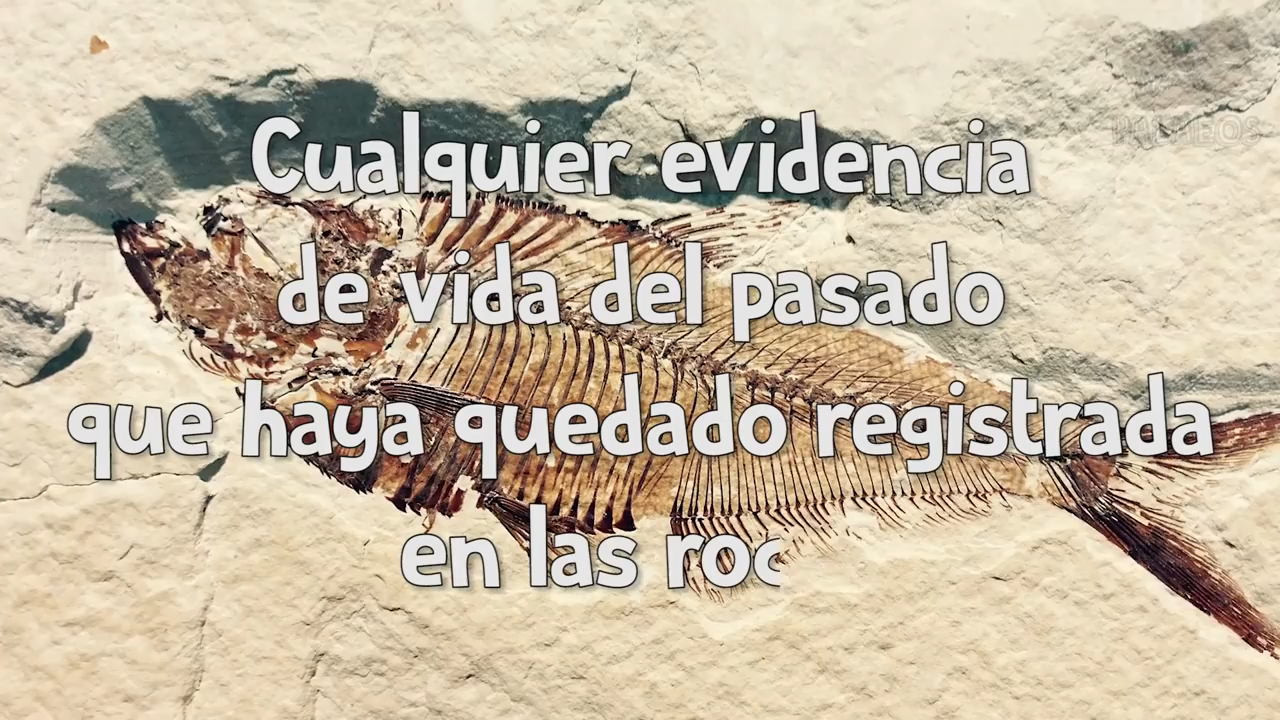 Cualquier evidencia
de vida del pasado
que haya quedado registrada
en las roc